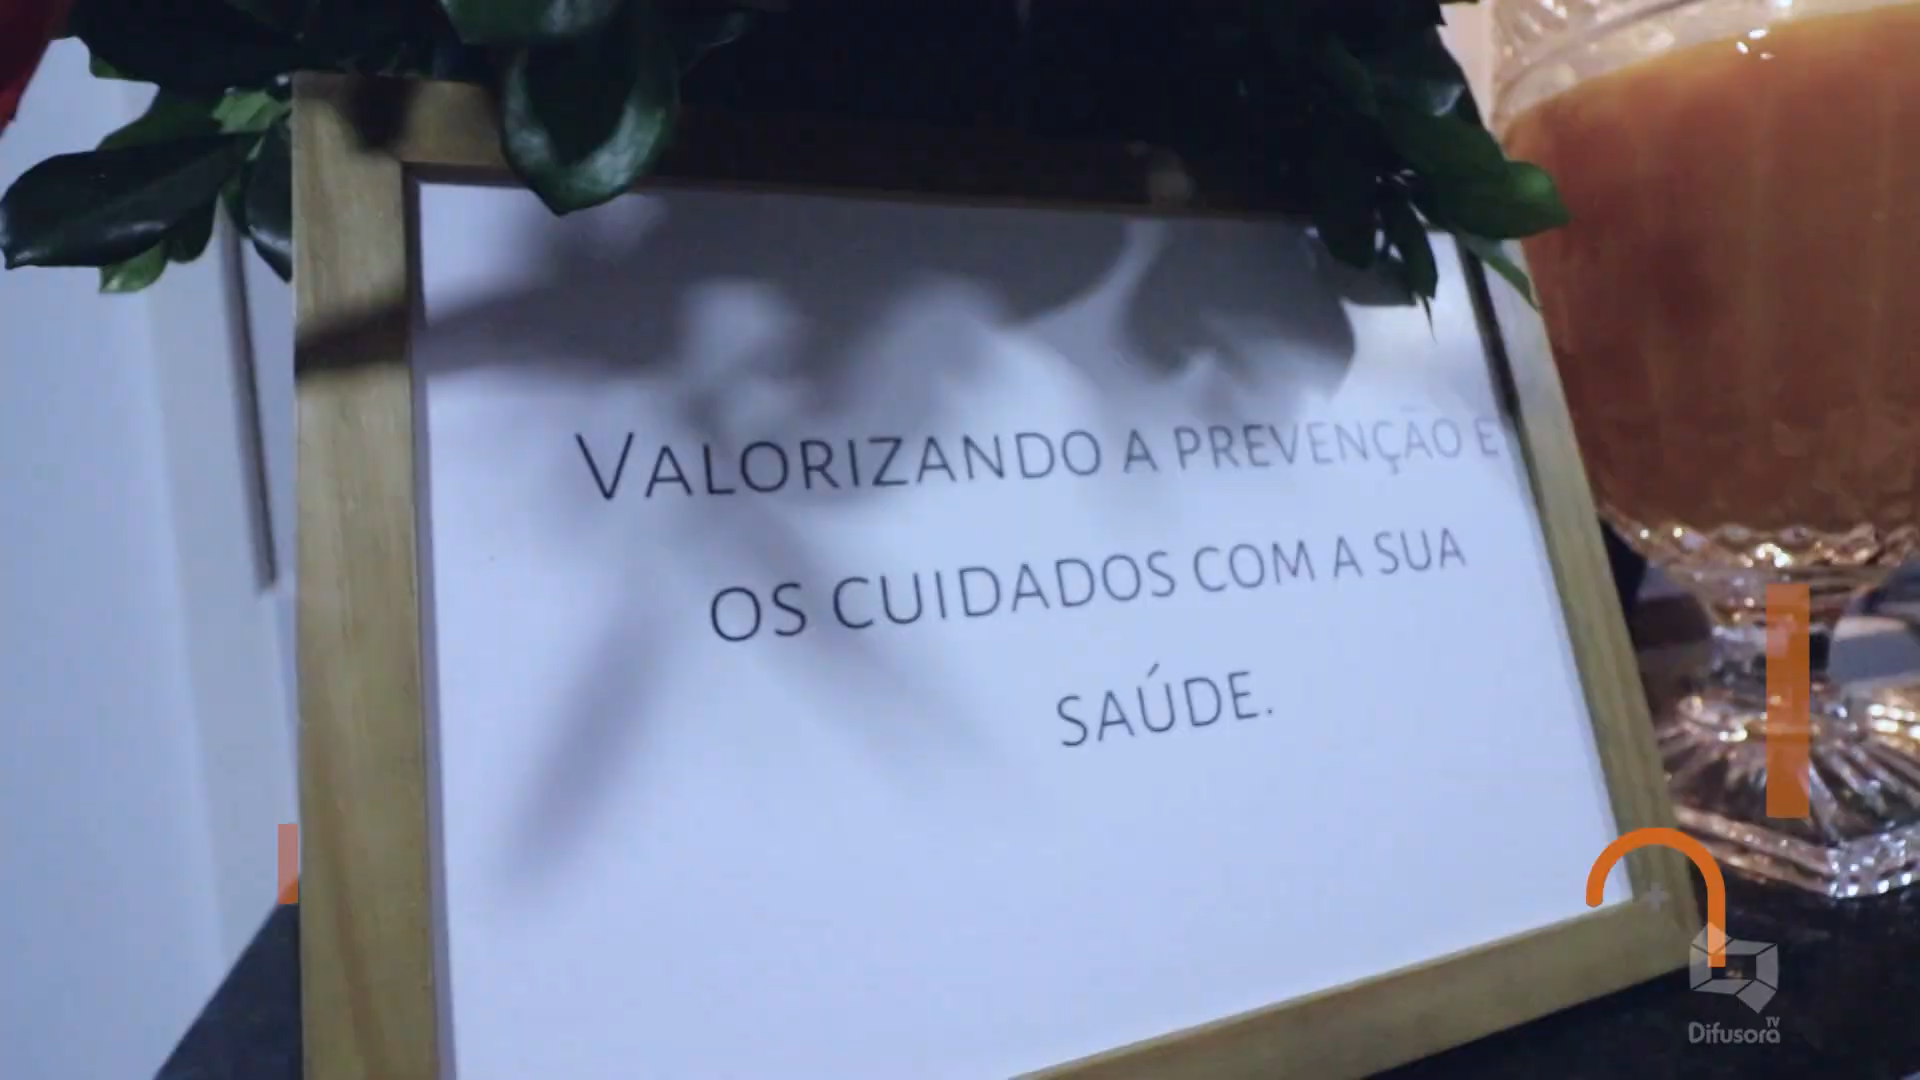 VALORIZANDO A PREVENÇÃO E
OS CUIDADOS COM A SUA
SAÚDE.
TV
Difusora